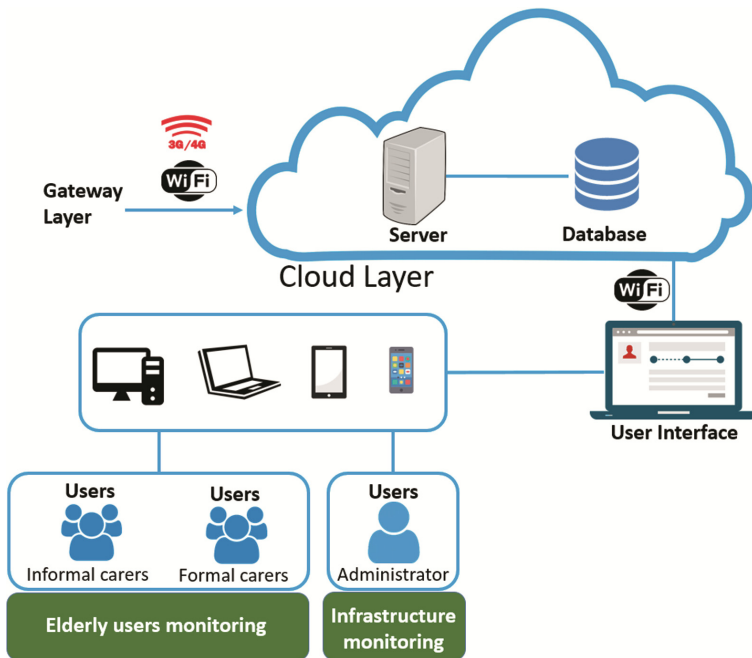 3G/4G
WiFi
Gateway
Layer
Server
Database
Cloud Layer
WiFi
User Interface
Users
Users
Users
Informal carers
Formal carers
Administrator
Elderly users monitoring
Infrastructure
monitoring